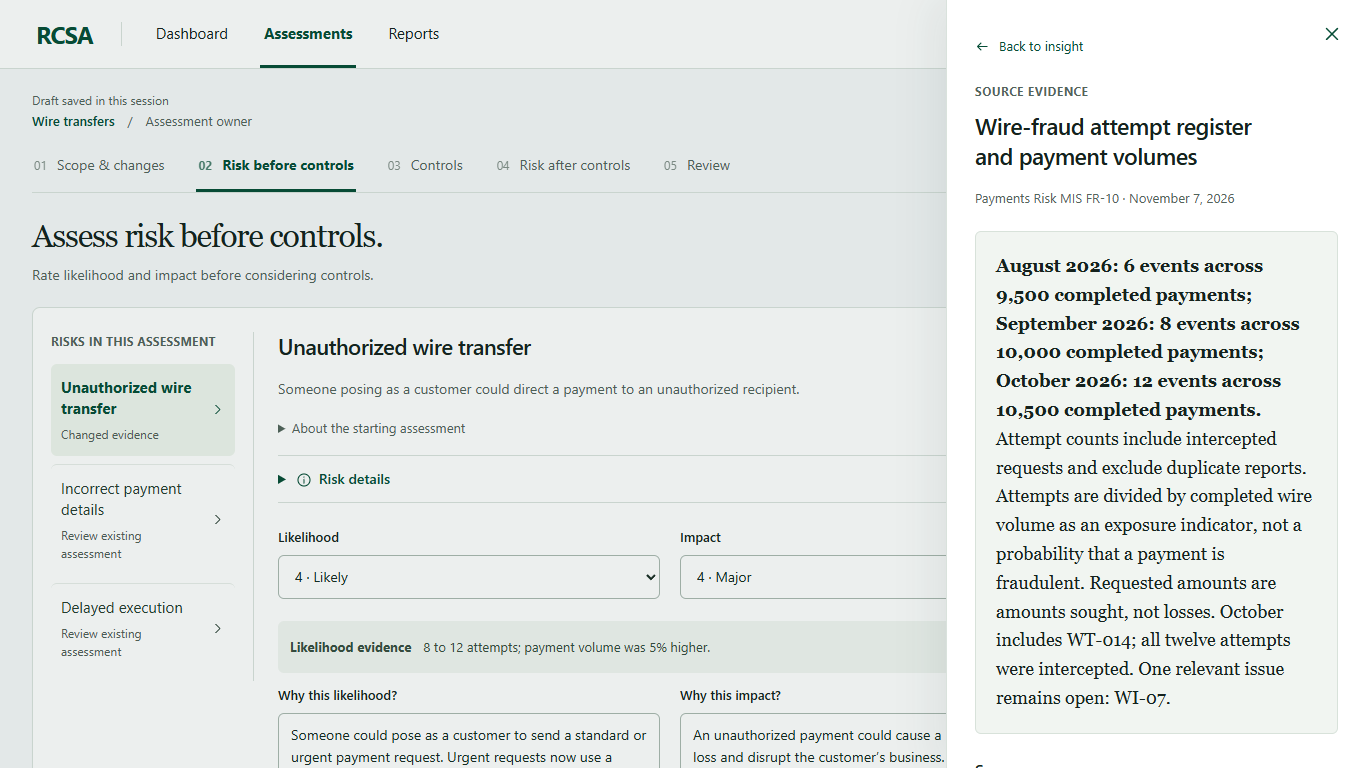 RCSA
Dashboard
Assessments
Reports
Draft saved in this session
Wire transfers / Assessment owner
01 Scope & changes
02 Risk before controls
03 Controls
04 Risk after controls
05 Review
Assess risk before controls.
Rate likelihood and impact before considering controls.
RISKS IN THIS ASSESSMENT
Unauthorized wire
transfer
Changed evidence
Incorrect payment
details
Review existing
assessment
Delayed execution
Review existing
assessment
Unauthorized wire transfer
Someone posing as a customer could direct a payment to an unauthorized recipient.
About the starting assessment
Risk details
Likelihood
4 · Likely
Impact
4 · Major
Likelihood evidence 8 to 12 attempts; payment volume was 5% higher.
Why this likelihood?
Someone could pose as a customer to send a standard or
urgent payment request. Urgent requests now use a
Why this impact?
An unauthorized payment could cause a
loss and disrupt the customer's business.
Back to insight
SOURCE EVIDENCE
Wire-fraud attempt register
and payment volumes
Payments Risk MIS FR-10 · November 7, 2026
August 2026: 6 events across
9,500 completed payments;
September 2026: 8 events across
10,000 completed payments;
October 2026: 12 events across
10,500 completed payments.
Attempt counts include intercepted
requests and exclude duplicate reports.
Attempts are divided by completed wire
volume as an exposure indicator, not a
probability that a payment is
fraudulent. Requested amounts are
amounts sought, not losses. October
includes WT-014; all twelve attempts
were intercepted. One relevant issue
remains open: WI-07.